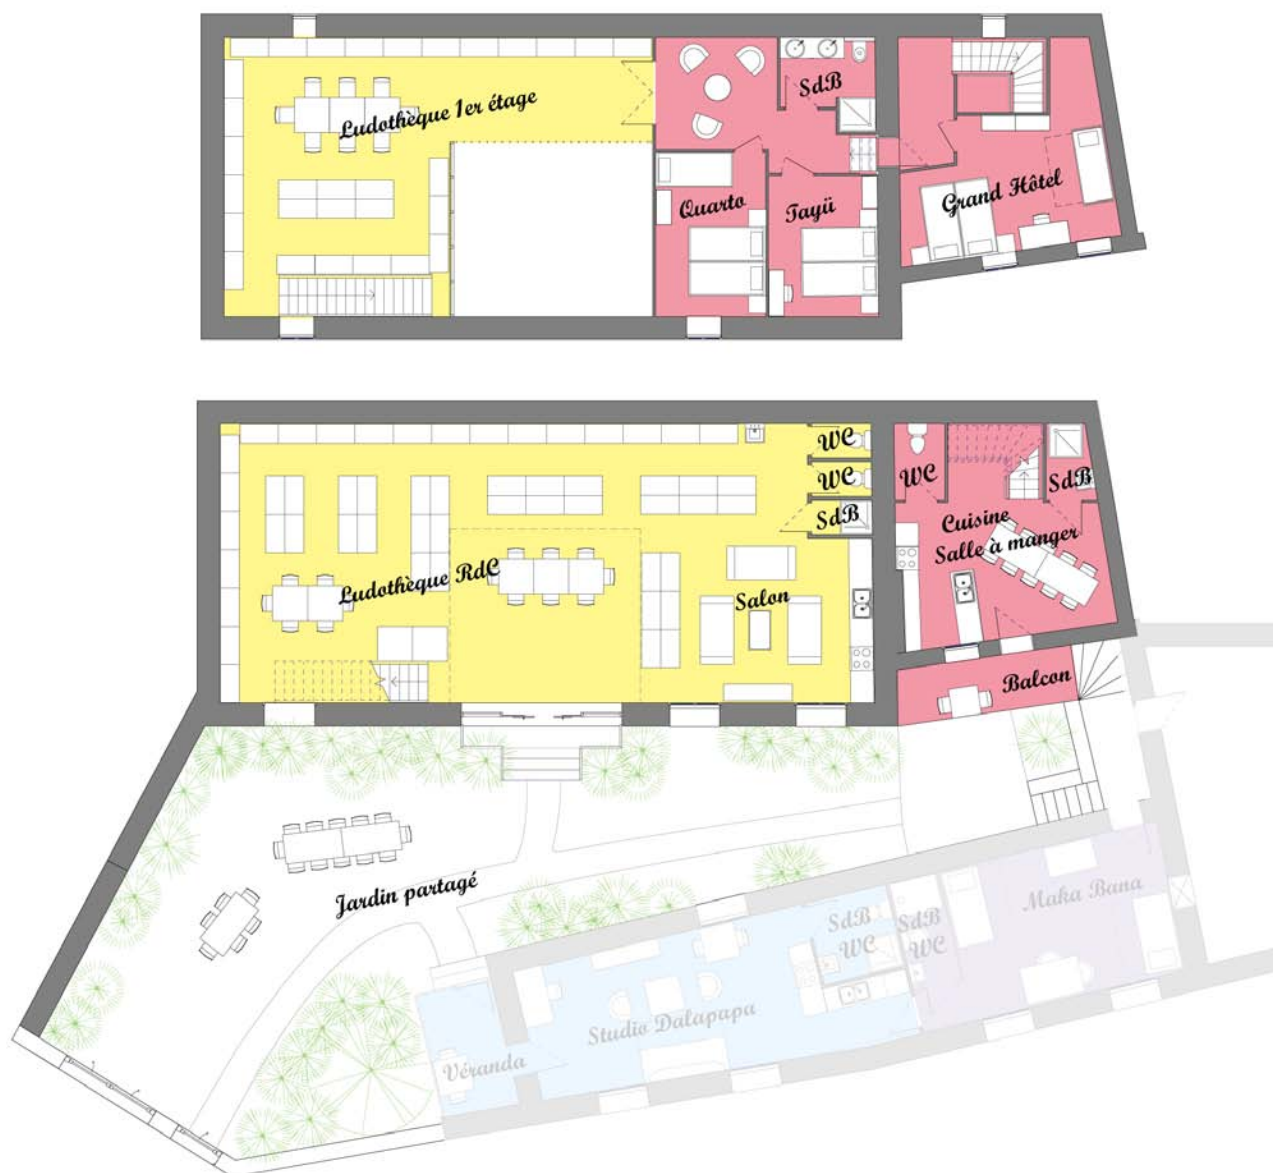 Ludothèque 1er étage
SdB
Quarto
Tayü
Grand Hôtel
WC
WC
SdB
WC
SdB
Cuisine
Salle à manger
Ludothèque RdC
Salon
Balcon
Jardin partagé
SdB
WC
SdB
WC
Maka Bana
Studio Dalapapa
Véranda